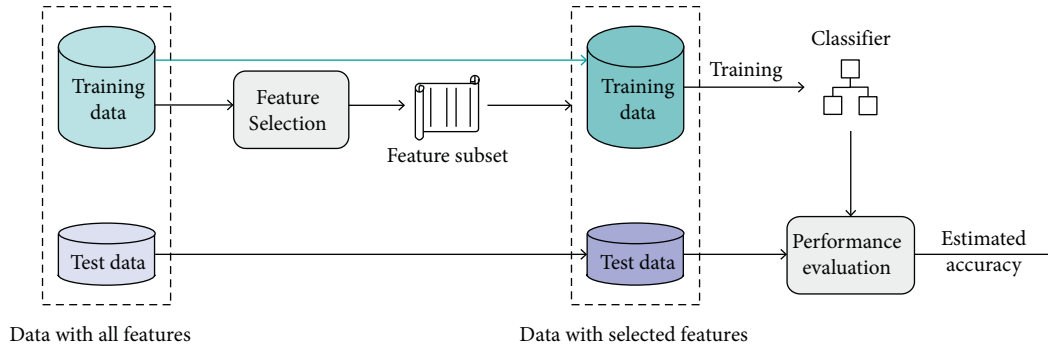 Training
data
Feature
Selection
Feature subset
Training
data
Training
Classifier
Test data
Test data
Performance
evaluation
Estimated
accuracy
Data with all features
Data with selected features